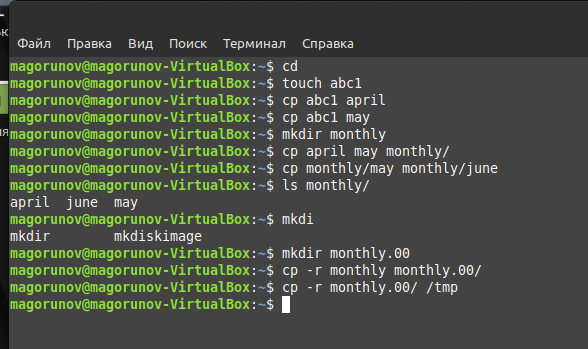 Файл Правка Вид Поиск Терминал Справка
magorunov@magorunov-VirtualBox:~$ cd
magorunov@magorunov-VirtualBox:~$ touch abc1
magorunov@magorunov-VirtualBox:~$ cp abc1 april
magorunov@magorunov-VirtualBox:~$ cp abc1 may
magorunov@magorunov-VirtualBox:~$ mkdir monthly
magorunov@magorunov-VirtualBox:~$ cp april may monthly/
magorunov@magorunov-VirtualBox:~$ cp monthly/may monthly/june
magorunov@magorunov-VirtualBox:~$ ls monthly/
april  june  may
magorunov@magorunov-VirtualBox:~$ mkdi
mkdir        mkdiskimage
magorunov@magorunov-VirtualBox:~$ mkdir monthly.00
magorunov@magorunov-VirtualBox:~$ cp -r monthly monthly.00/
magorunov@magorunov-VirtualBox:~$ cp -r monthly.00/ /tmp
magorunov@magorunov-VirtualBox:~$